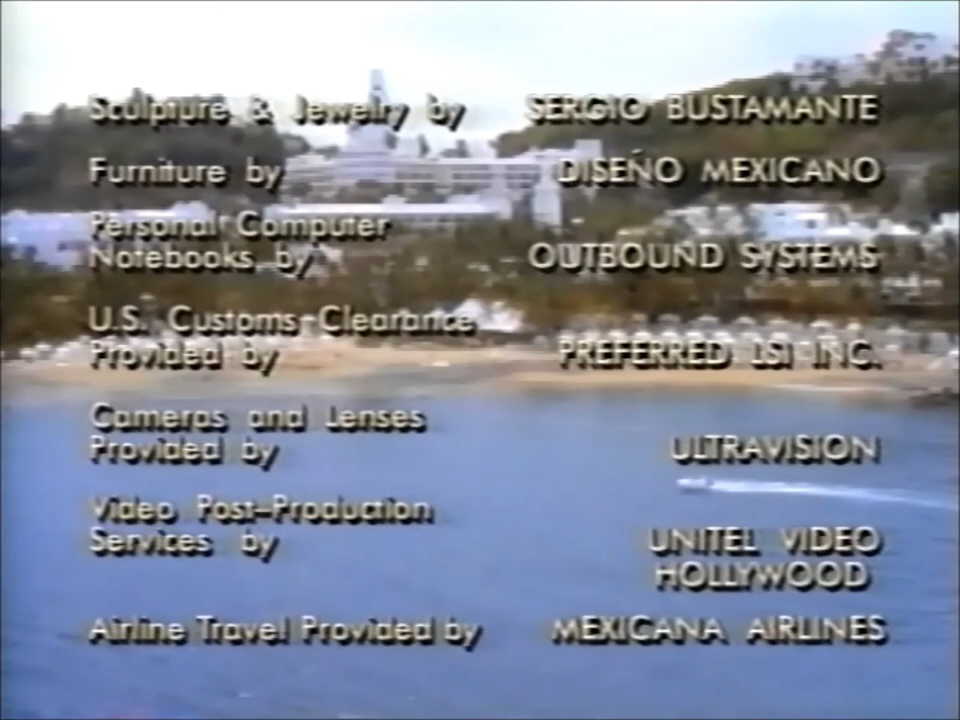 Sculpture & Jewelry by SERGIO BUSTAMANTE
Furniture by DISEÑO MEXICANO
Personal Computer
Notebooks by OUTBOUND SYSTEMS
U.S. Customs Clearance
Provided by PREFERRED LSI INC.
Cameras and Lenses
Provided by ULTRAVISION
Video Post-Production
Services by UNITEL VIDEO
HOLLYWOOD
Airline Travel Provided by MEXICANA AIRLINES